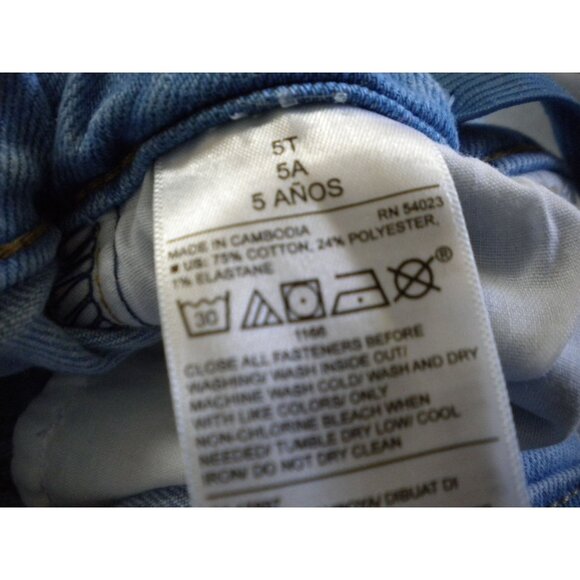 5T
5A
5 AÑOS
RN 54023
MADE IN CAMBODIA
■ US: 75% COTTON, 24% POLYESTER,
1% ELASTANE
30
®
1166
CLOSE ALL FASTENERS BEFORE
WASHING/ WASH INSIDE OUT/
MACHINE WASH COLD/ WASH AND DRY
WITH LIKE COLORS/ ONLY
NON-CHLORINE BLEACH WHEN
NEEDED/ TUMBLE DRY LOW/ COOL
IRON/ DO NOT DRY CLEAN
DIBUAT DI